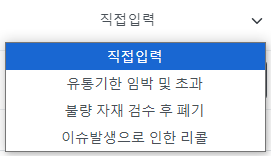 직접입력
직접입력
유통기한 임박 및 초과
불량 자재 검수 후 폐기
이슈발생으로 인한 리콜